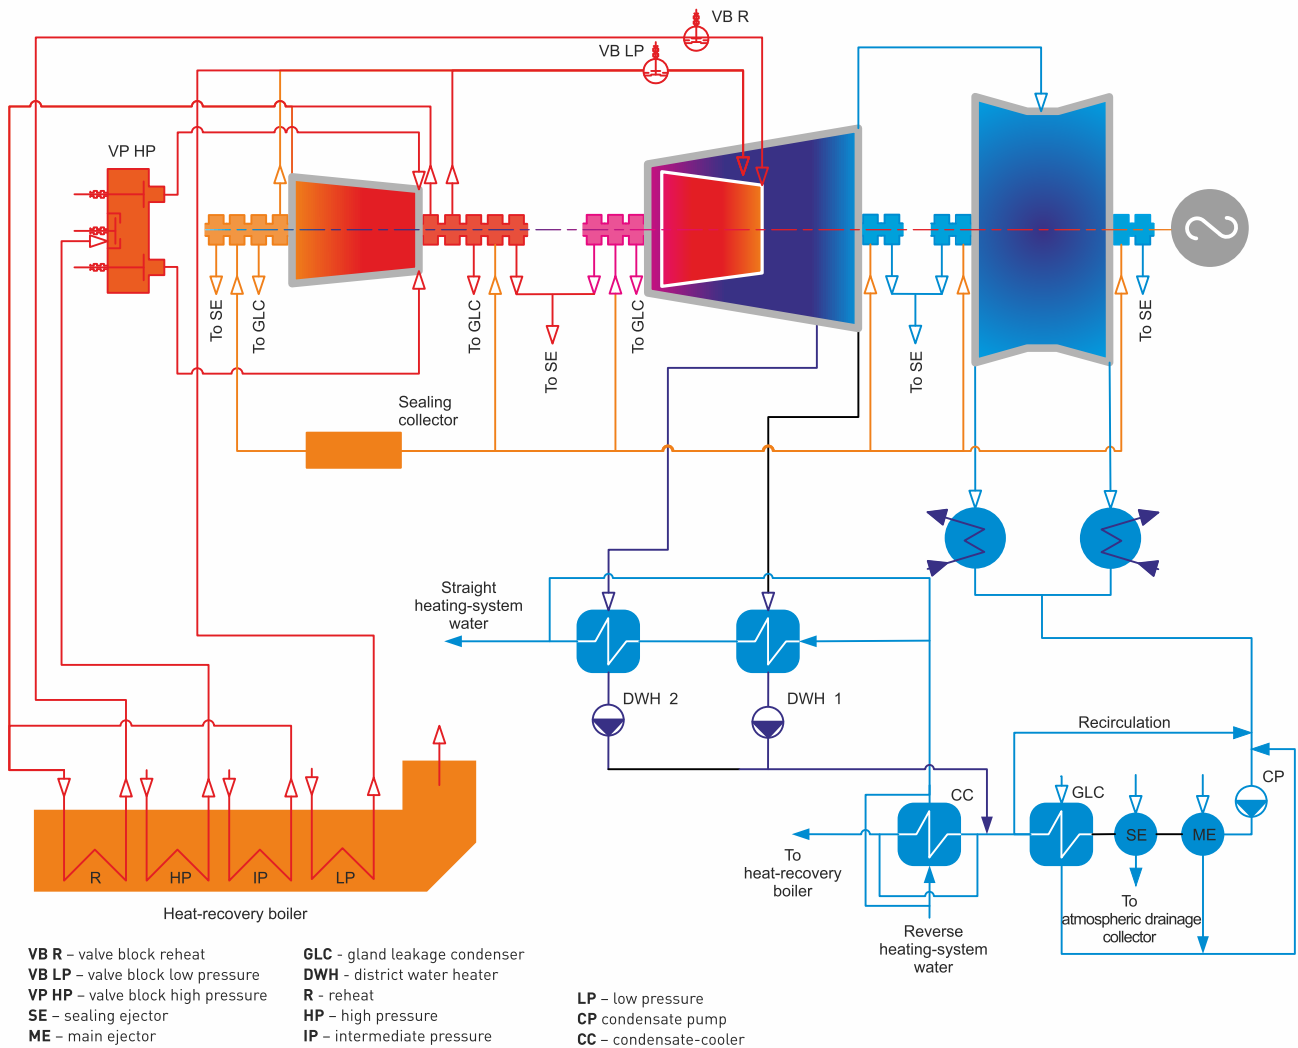 VB R
VB LP
VP HP
To SE
To GLC
To GLC
To SE
To GLC
To SE
To SE
Sealing
collector
Straight
heating-system
water
DWH 2
DWH 1
Recirculation
CC
GLC
CP
SE
ME
To
heat-recovery
boiler
To
atmospheric drainage
collector
Reverse
heating-system
water
R
HP
IP
LP
Heat-recovery boiler
VB R – valve block reheat
VB LP – valve block low pressure
VP HP – valve block high pressure
SE – sealing ejector
ME – main ejector
GLC - gland leakage condenser
DWH - district water heater
R - reheat
HP – high pressure
IP – intermediate pressure
LP – low pressure
CP condensate pump
CC – condensate-cooler